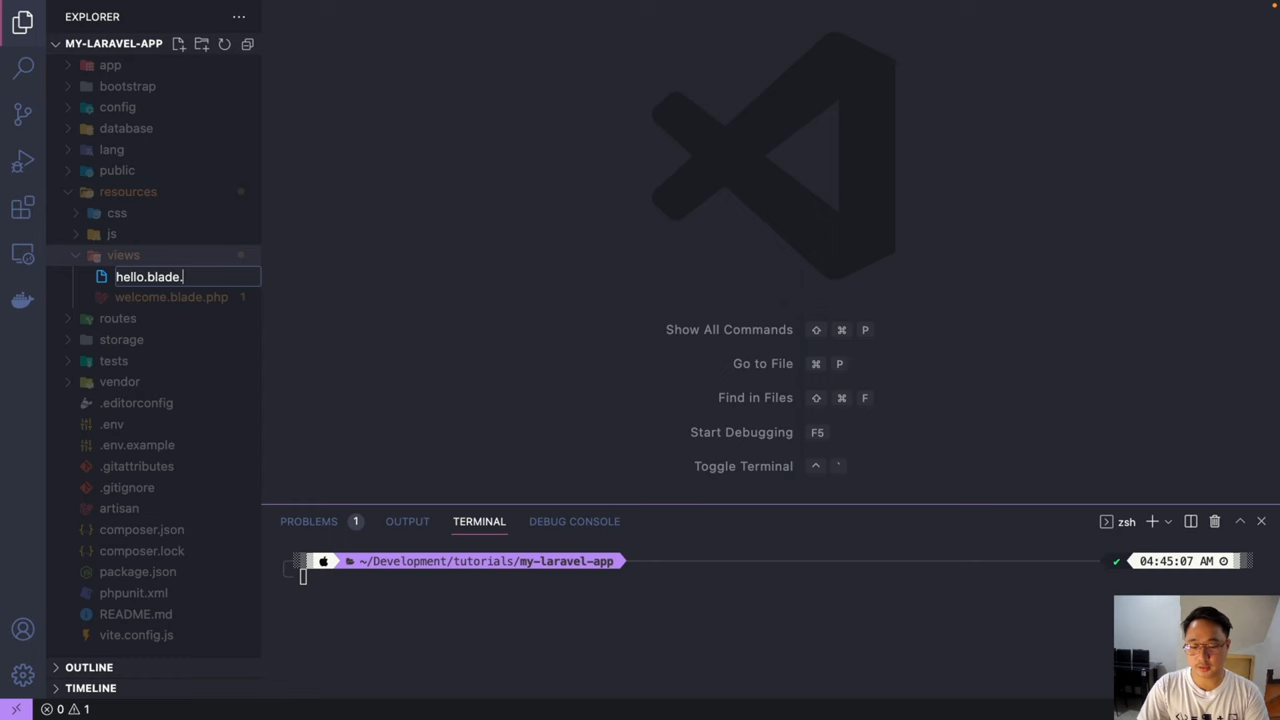 EXPLORER
MY-LARAVEL-APP
app
bootstrap
config
database
lang
public
resources
css
js
views
hello.blade.
welcome.blade.php 1
routes
storage
tests
vendor
.editorconfig
.env
.env.example
.gitattributes
.gitignore
artisan
composer.json
composer.lock
package.json
phpunit.xml
README.md
vite.config.js
OUTLINE
TIMELINE
0 1
Show All Commands ⇧ ⌘ P
Go to File ⌘ P
Find in Files ⇧ ⌘ F
Start Debugging F5
Toggle Terminal ^ `
PROBLEMS 1 OUTPUT TERMINAL DEBUG CONSOLE zsh
~/Development/tutorials/my-laravel-app 04:45:07 AM